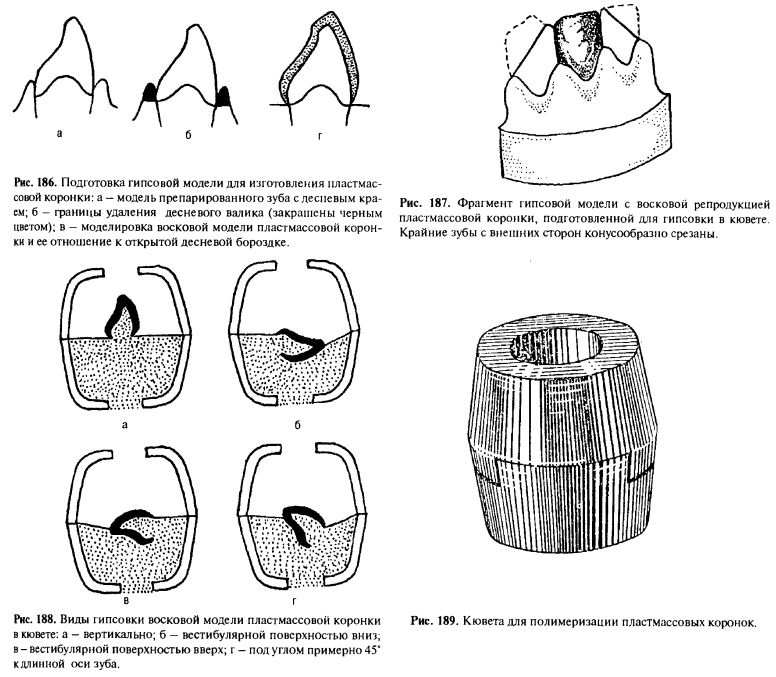 а
б
г
Рис. 186. Подготовка гипсовой модели для изготовления пластмас-
совой коронки: а – модель препарированного зуба с десневым кра-
ем; б – границы удаления десневого валика (закрашены черным
цветом); в – моделировка восковой модели пластмассовой корон-
ки и ее отношение к открытой десневой бороздке.
Рис. 187. Фрагмент гипсовой модели с восковой репродукцией
пластмассовой коронки, подготовленной для гипсовки в кювете.
Крайние зубы с внешних сторон конусообразно срезаны.
а
б
в
г
Рис. 188. Виды гипсовки восковой модели пластмассовой коронки
в кювете: а – вертикально; б – вестибулярной поверхностью вниз;
в – вестибулярной поверхностью вверх; г – под углом примерно 45°
к длинной оси зуба.
Рис. 189. Кювета для полимеризации пластмассовых коронок.